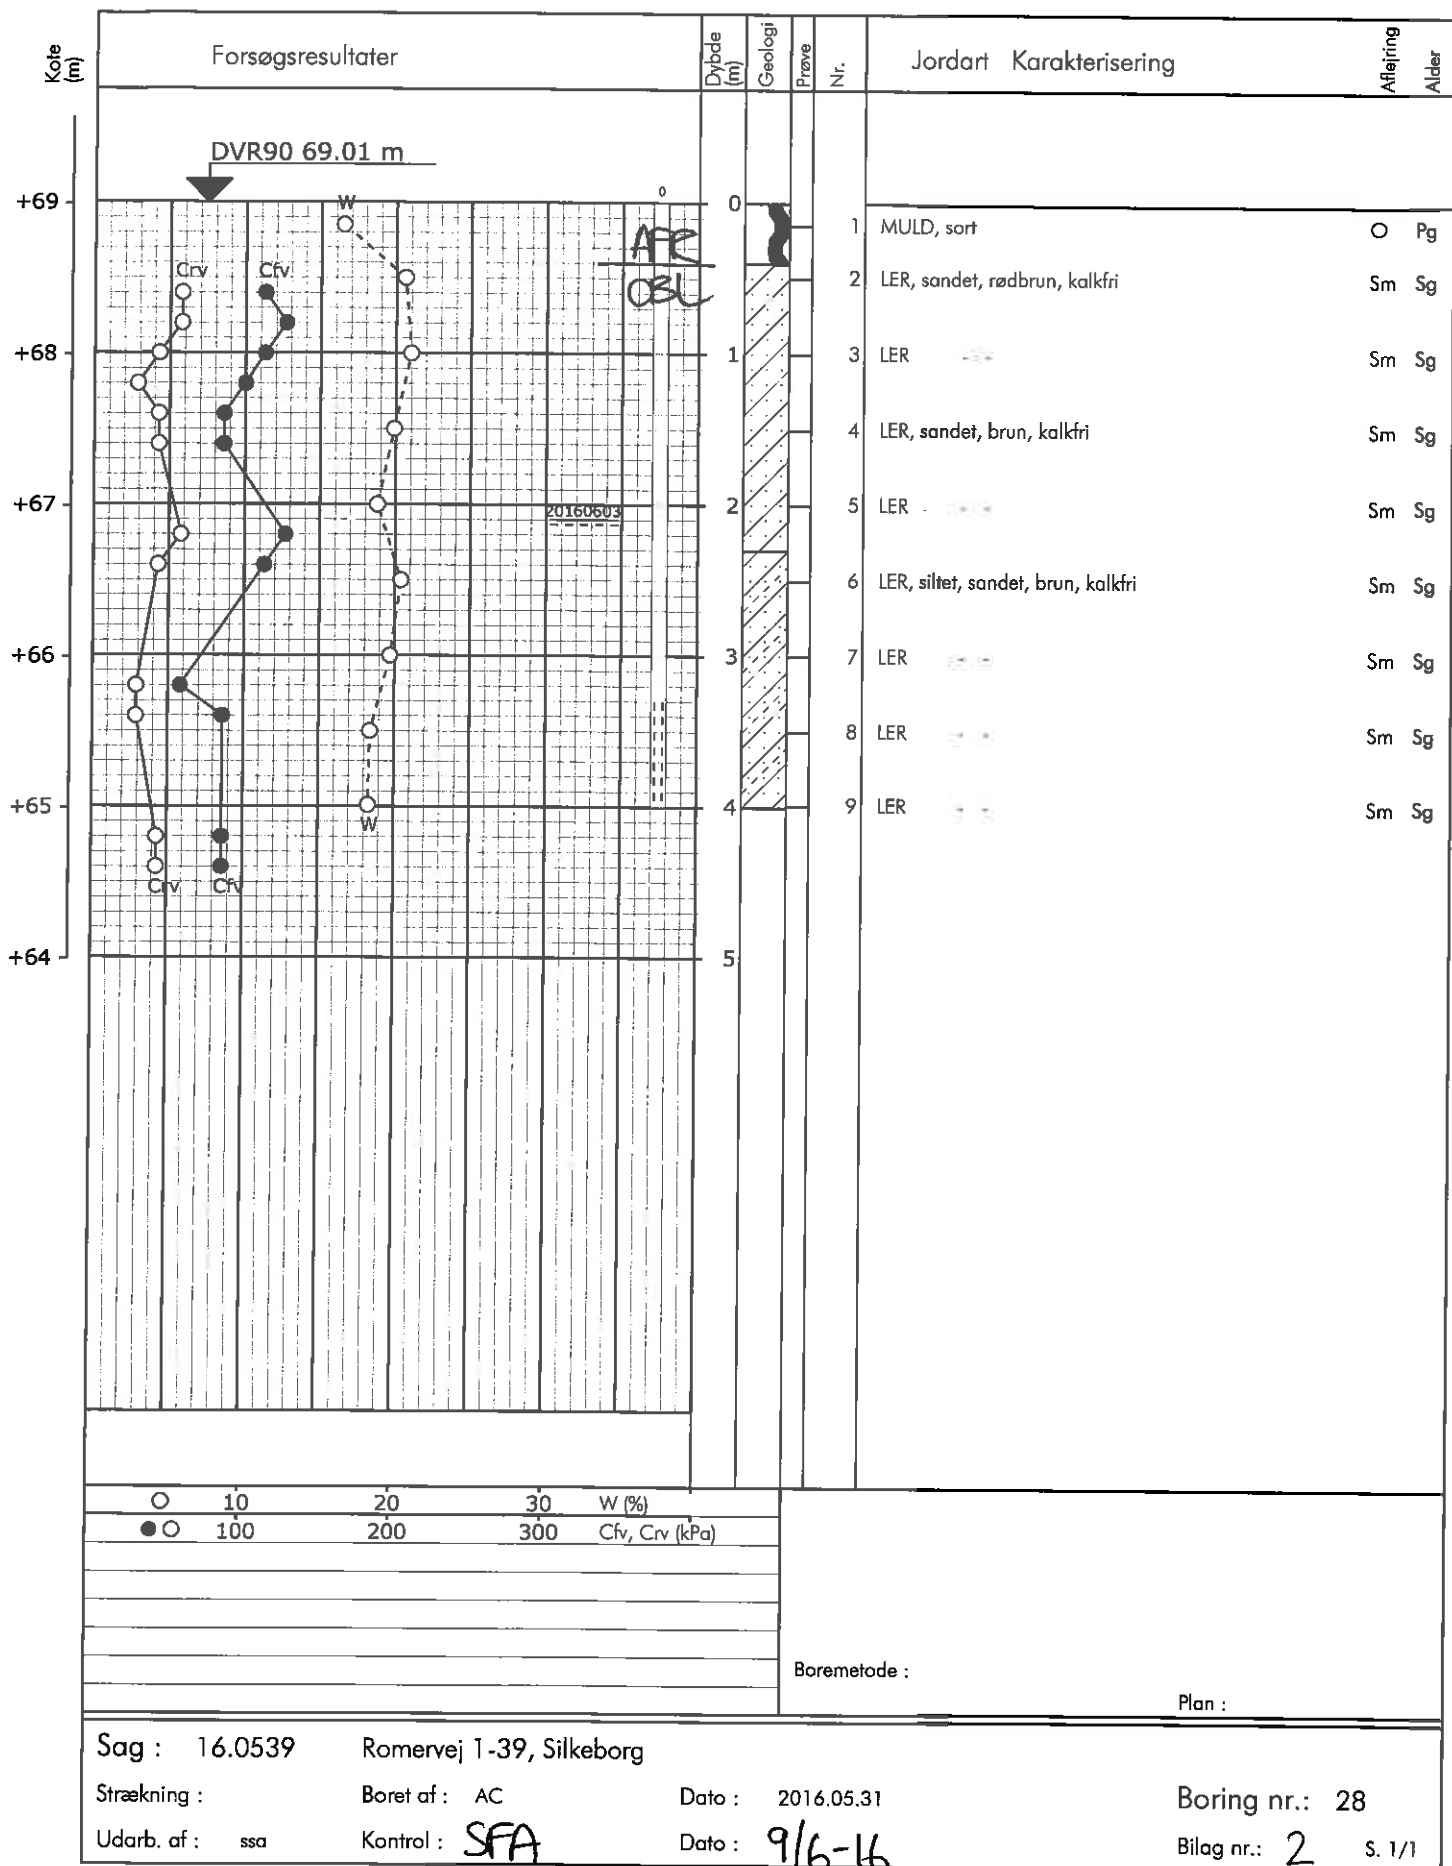 Kote (m) Forsøgsresultater Dybde (m) Geologi Prøve Nr. Jordart Karakterisering Aflejring Alder
DVR90 69.01 m
+69 W 0 0
1 MULD, sort O Pg
AFR
Crv Cfv OBL 2 LER, sandet, rødbrun, kalkfri Sm Sg
+68 1 3 LER - " - Sm Sg
4 LER, sandet, brun, kalkfri Sm Sg
+67 20160603 2 5 LER - " - Sm Sg
6 LER, siltet, sandet, brun, kalkfri Sm Sg
+66 3 7 LER Sm Sg
8 LER Sm Sg
+65 W 4 9 LER Sm Sg
Crv Cfv
+64 5
10 20 30 W (%)
100 200 300 Cfv, Crv (kPa)
Boremetode :
Plan :
Sag : 16.0539 Romervej 1-39, Silkeborg
Strækning : Boret af : AC Dato : 2016.05.31 Boring nr.: 28
Udarb. af : ssa Kontrol : SFA Dato : 9/6-16 Bilag nr.: 2 S. 1/1